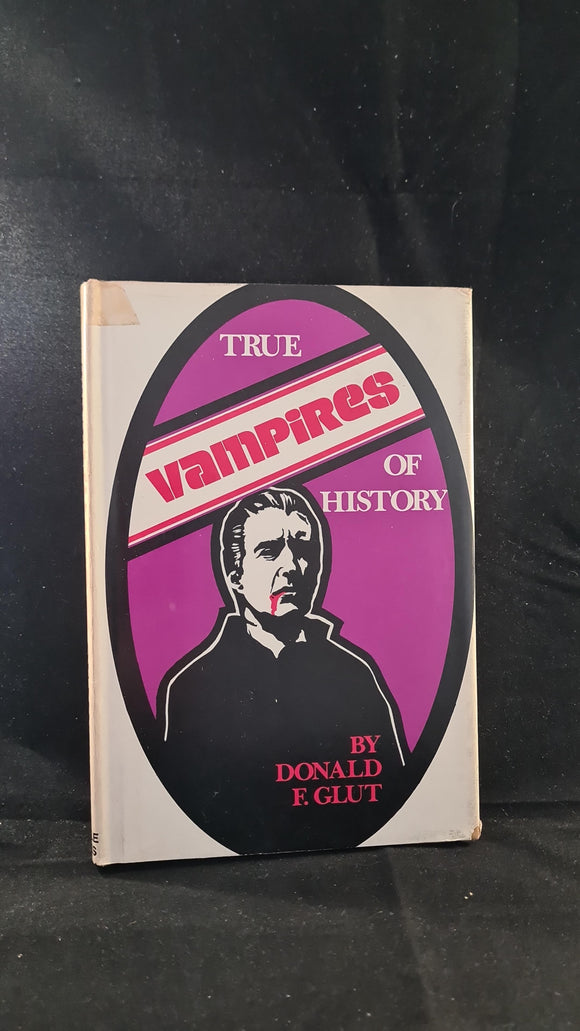 TRUE
VAMPIRES
OF
HISTORY
BY
DONALD
F. GLUT